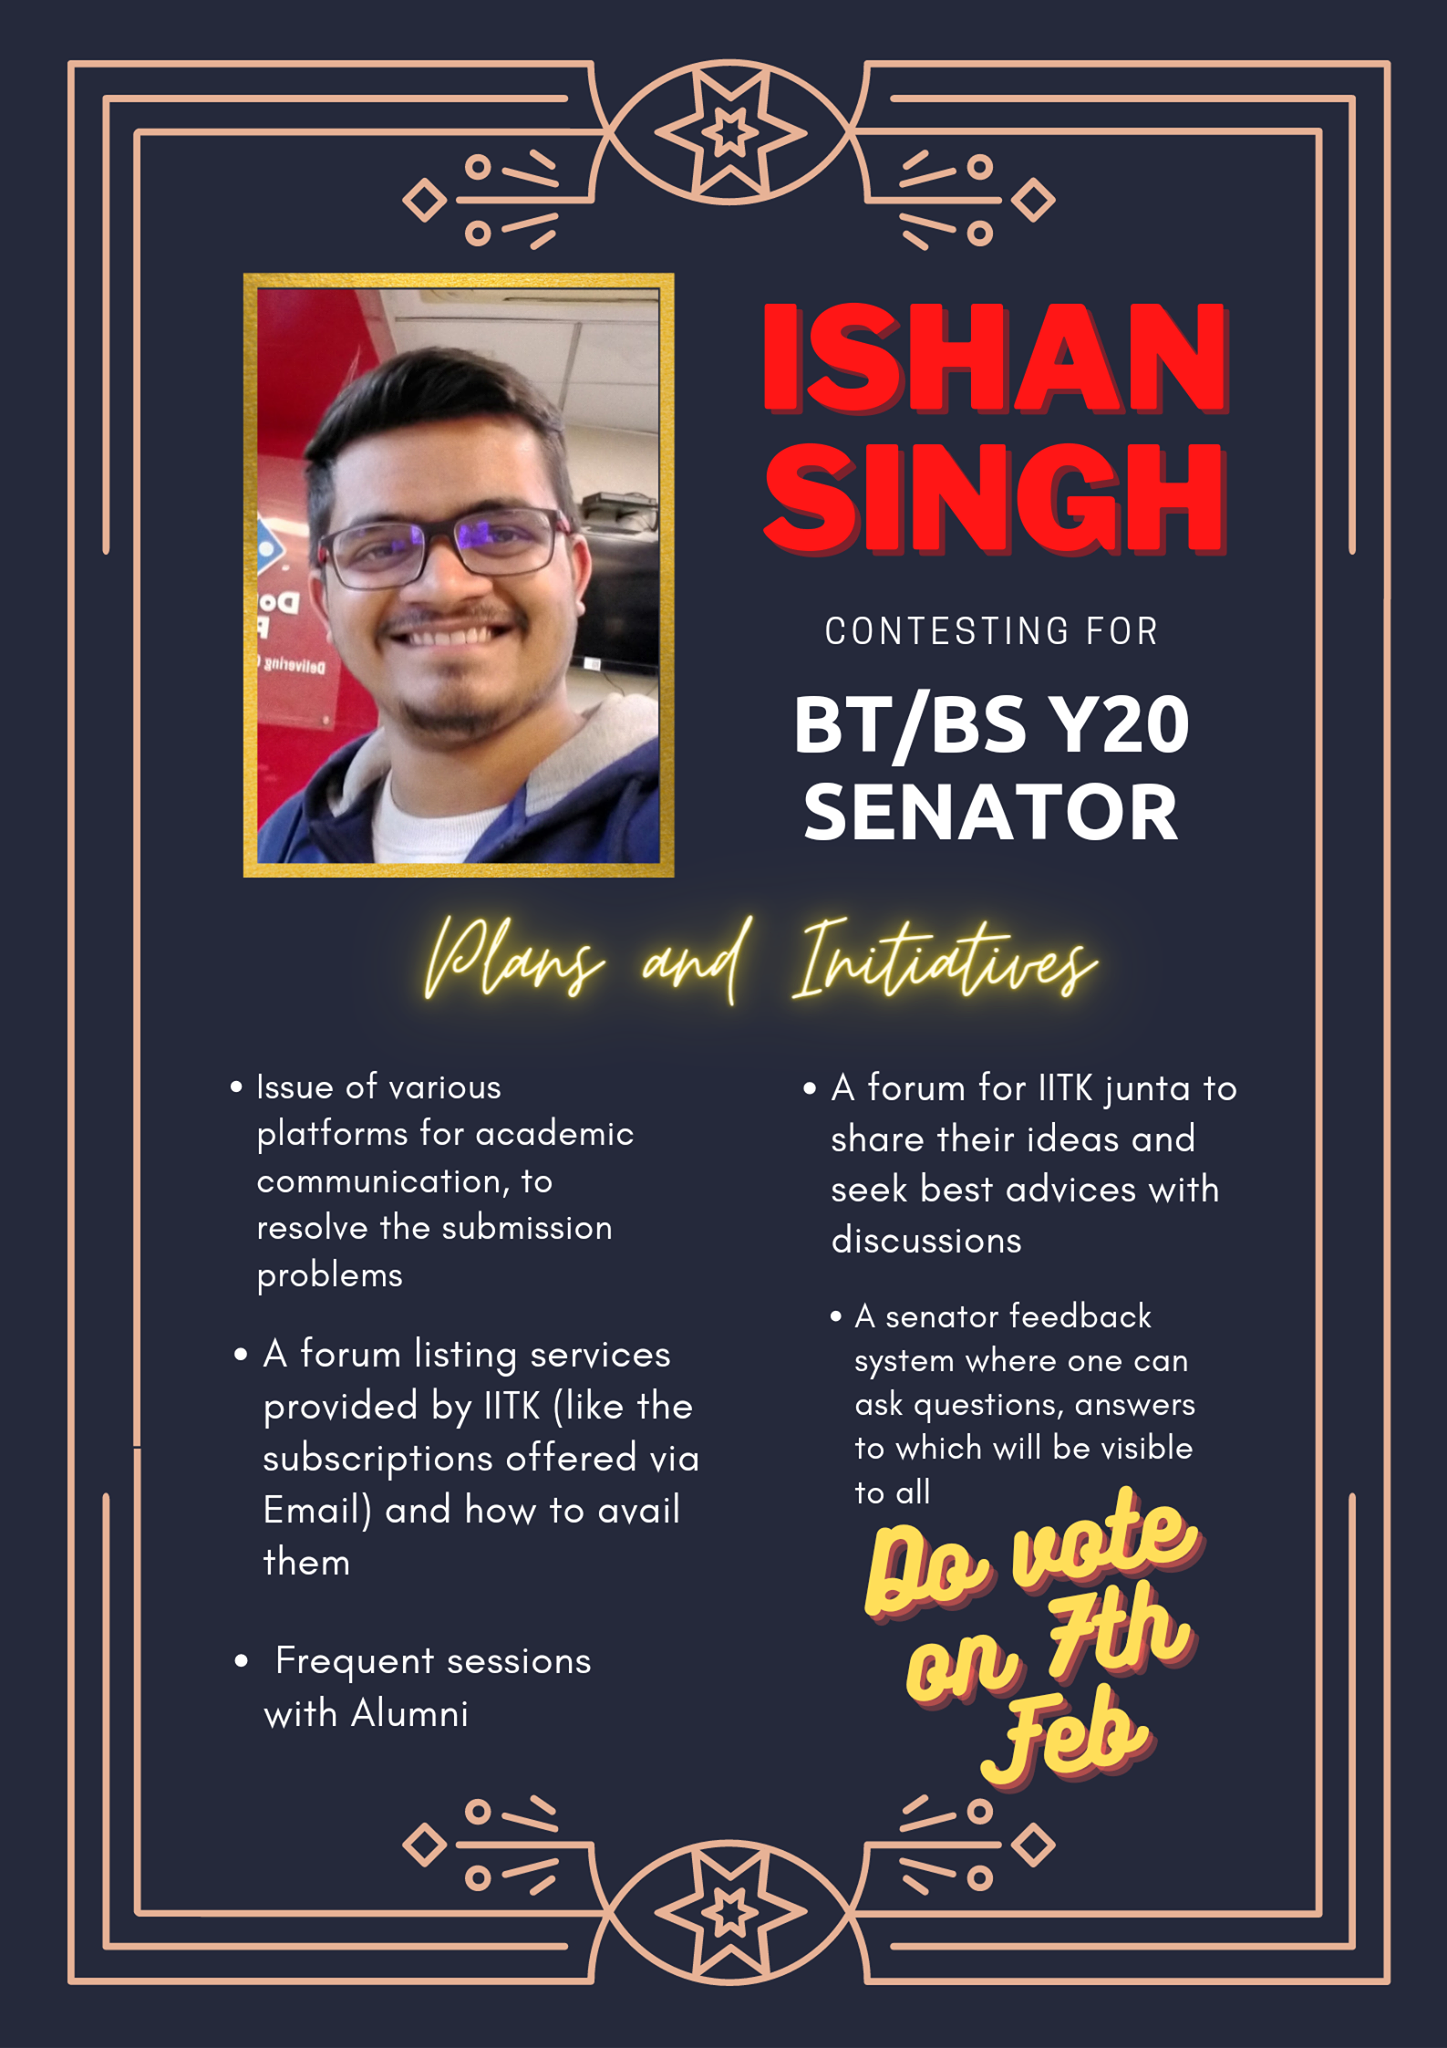 ISHAN
SINGH
CONTESTING FOR
BT/BS Y20
SENATOR
Plans and Initiatives
• Issue of various
platforms for academic
communication, to
resolve the submission
problems
• A forum listing services
provided by IITK (like the
subscriptions offered via
Email) and how to avail
them
• Frequent sessions
with Alumni
• A forum for IITK junta to
share their ideas and
seek best advices with
discussions
• A senator feedback
system where one can
ask questions, answers
to which will be visible
to all
Do vote
on 7th
Feb
Delivering